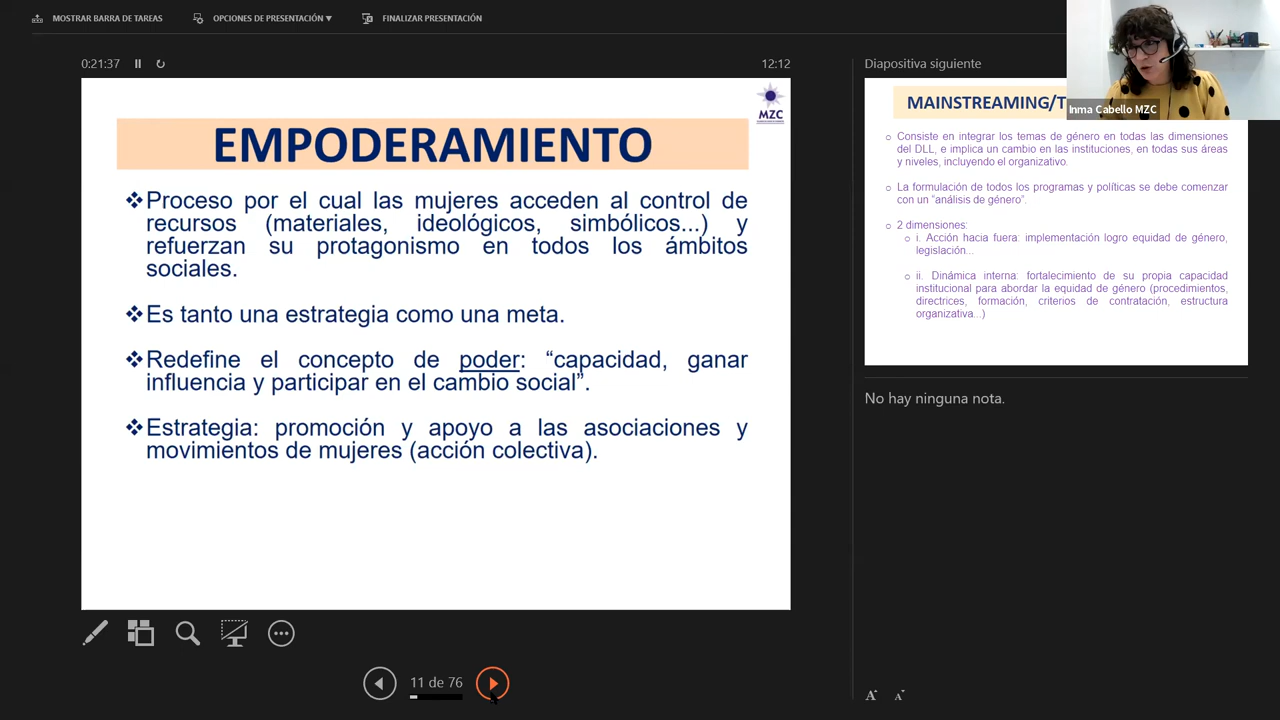 MOSTRAR BARRA DE TAREAS
OPCIONES DE PRESENTACIÓN ▼
FINALIZAR PRESENTACIÓN
0:21:37
12:12
MZC
EMPODERAMIENTO
❖Proceso por el cual las mujeres acceden al control de
recursos (materiales, ideológicos, simbólicos...) y
refuerzan su protagonismo en todos los ámbitos
sociales.
❖Es tanto una estrategia como una meta.
❖Redefine el concepto de poder: “capacidad, ganar
influencia y participar en el cambio social”.
❖Estrategia: promoción y apoyo a las asociaciones y
movimientos de mujeres (acción colectiva).
11 de 76
Diapositiva siguiente
Inma Cabello MZC
MAINSTREAMING/T
o Consiste en integrar los temas de género en todas las dimensiones
del DLL, e implica un cambio en las instituciones, en todas sus áreas
y niveles, incluyendo el organizativo.
o La formulación de todos los programas y políticas se debe comenzar
con un “análisis de género”.
o 2 dimensiones:
o i. Acción hacia fuera: implementación logro equidad de género,
legislación...
o ii. Dinámica interna: fortalecimiento de su propia capacidad
institucional para abordar la equidad de género (procedimientos,
directrices, formación, criterios de contratación, estructura
organizativa...)
No hay ninguna nota.
A A